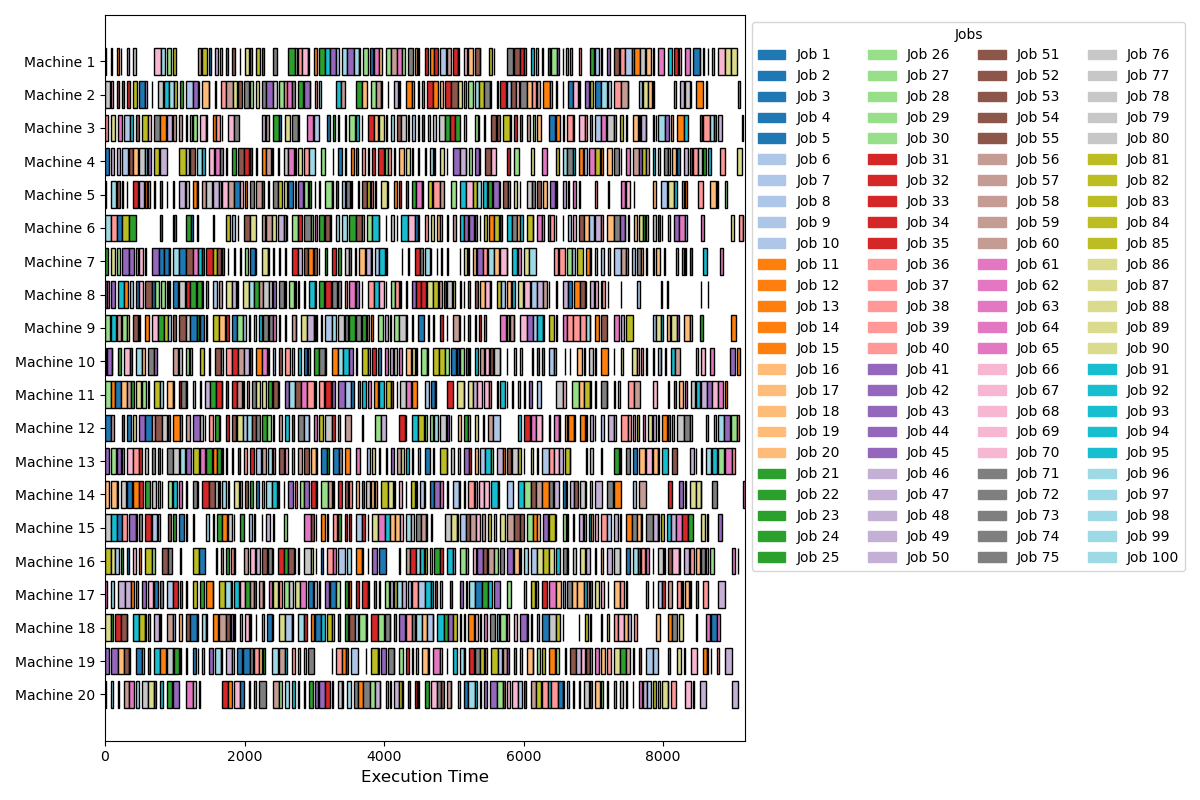 Machine 1
Machine 2
Machine 3
Machine 4
Machine 5
Machine 6
Machine 7
Machine 8
Machine 9
Machine 10
Machine 11
Machine 12
Machine 13
Machine 14
Machine 15
Machine 16
Machine 17
Machine 18
Machine 19
Machine 20
0 2000 4000 6000 8000
Execution Time
Jobs
Job 1 Job 26 Job 51 Job 76
Job 2 Job 27 Job 52 Job 77
Job 3 Job 28 Job 53 Job 78
Job 4 Job 29 Job 54 Job 79
Job 5 Job 30 Job 55 Job 80
Job 6 Job 31 Job 56 Job 81
Job 7 Job 32 Job 57 Job 82
Job 8 Job 33 Job 58 Job 83
Job 9 Job 34 Job 59 Job 84
Job 10 Job 35 Job 60 Job 85
Job 11 Job 36 Job 61 Job 86
Job 12 Job 37 Job 62 Job 87
Job 13 Job 38 Job 63 Job 88
Job 14 Job 39 Job 64 Job 89
Job 15 Job 40 Job 65 Job 90
Job 16 Job 41 Job 66 Job 91
Job 17 Job 42 Job 67 Job 92
Job 18 Job 43 Job 68 Job 93
Job 19 Job 44 Job 69 Job 94
Job 20 Job 45 Job 70 Job 95
Job 21 Job 46 Job 71 Job 96
Job 22 Job 47 Job 72 Job 97
Job 23 Job 48 Job 73 Job 98
Job 24 Job 49 Job 74 Job 99
Job 25 Job 50 Job 75 Job 100